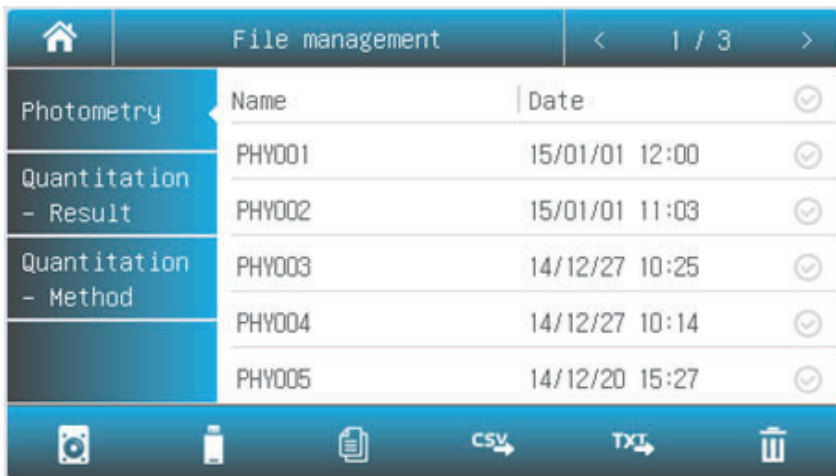 File management
< 1 / 3 >
Photometry
Quantitation
- Result
Quantitation
- Method
Name Date
PHY001 15/01/01 12:00
PHY002 15/01/01 11:03
PHY003 14/12/27 10:25
PHY004 14/12/27 10:14
PHY005 14/12/20 15:27
CSV TXT